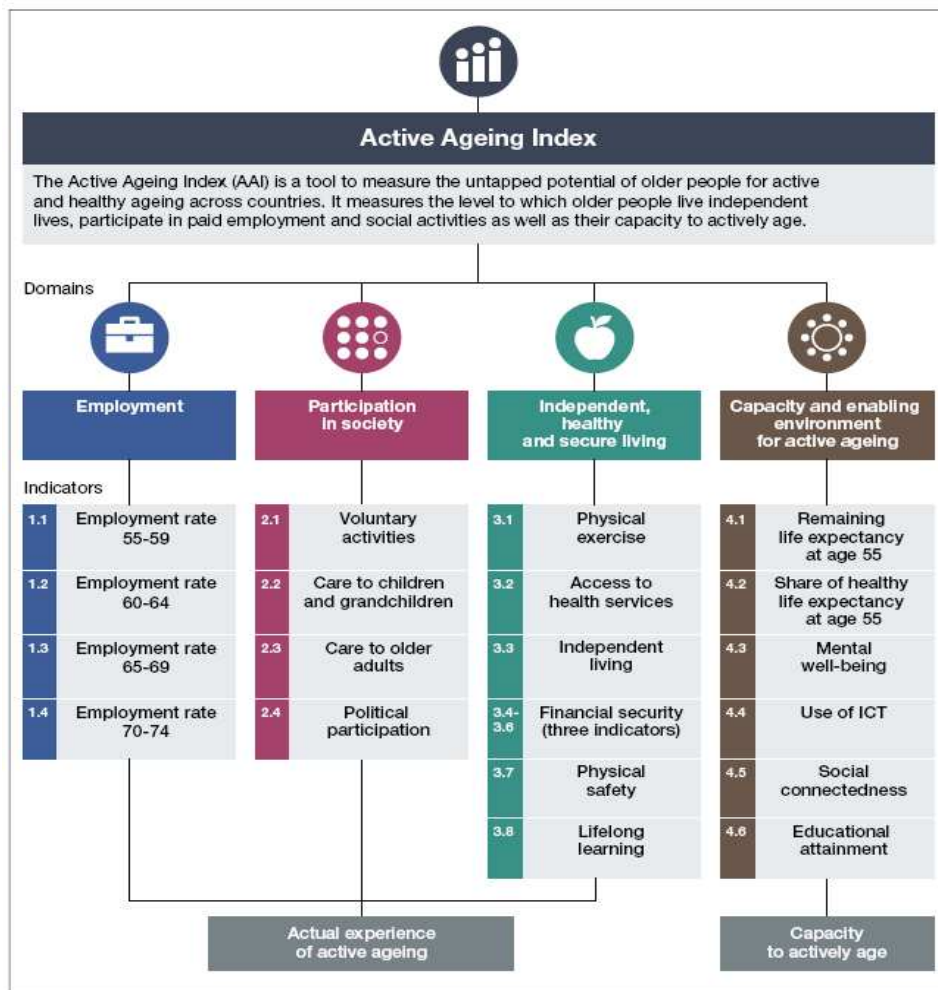 Active Ageing Index
The Active Ageing Index (AAI) is a tool to measure the untapped potential of older people for active
and healthy ageing across countries. It measures the level to which older people live independent
lives, participate in paid employment and social activities as well as their capacity to actively age.
Domains
Employment
Participation
in society
Independent,
healthy
and secure living
Capacity and enabling
environment
for active ageing
Indicators
1.1
Employment rate
55-59
1.2
Employment rate
60-64
1.3
Employment rate
65-69
1.4
Employment rate
70-74
2.1
Voluntary
activities
2.2
Care to children
and grandchildren
2.3
Care to older
adults
2.4
Political
participation
3.1
Physical
exercise
3.2
Access to
health services
3.3
Independent
living
3.4-
3.6
Financial security
(three indicators)
3.7
Physical
safety
3.8
Lifelong
learning
4.1
Remaining
life expectancy
at age 55
4.2
Share of healthy
life expectancy
at age 55
4.3
Mental
well-being
4.4
Use of ICT
4.5
Social
connectedness
4.6
Educational
attainment
Actual experience
of active ageing
Capacity
to actively age